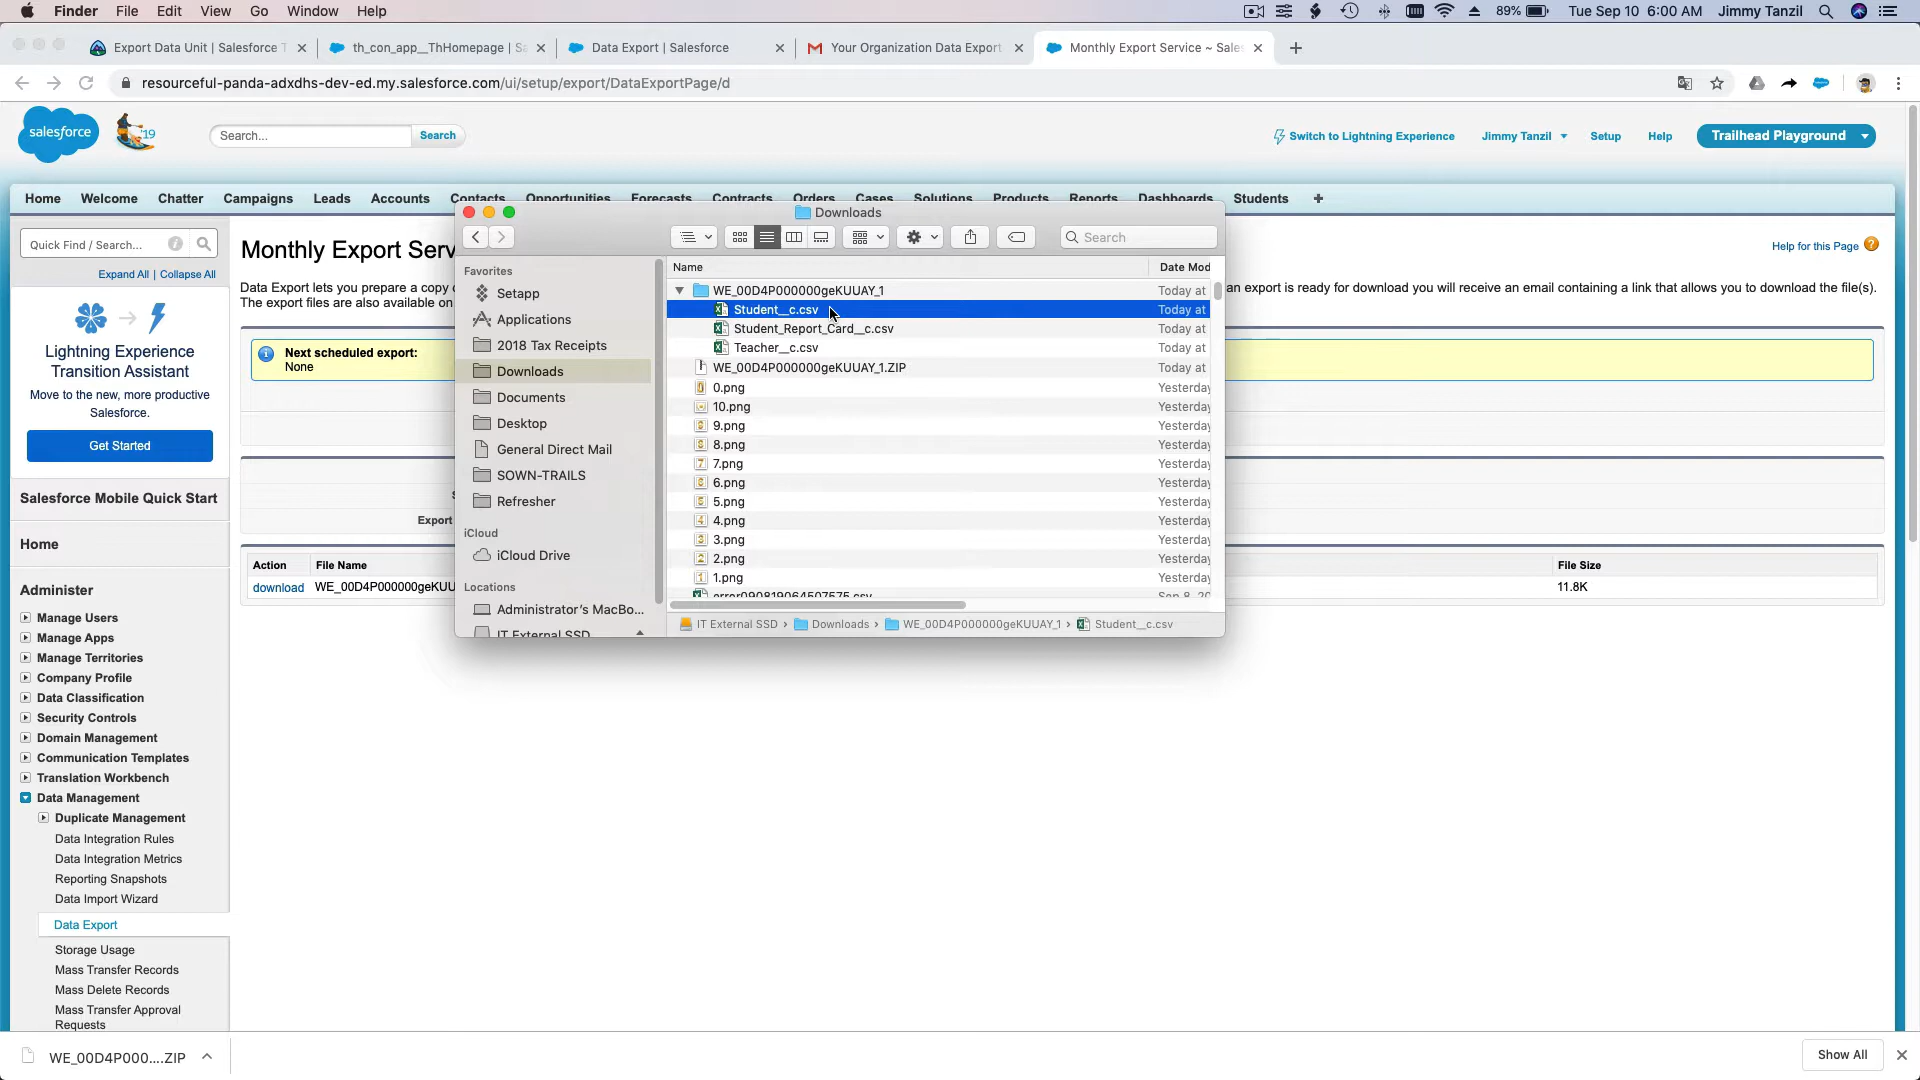 Finder File Edit View Go Window Help 89% Tue Sep 10 6:00 AM Jimmy Tanzil
Export Data Unit | Salesforce T
th_con_app__ThHomepage | Sa
Data Export | Salesforce
Your Organization Data Export
Monthly Export Service ~ Sales
resourceful-panda-adxdhs-dev-ed.my.salesforce.com/ui/setup/export/DataExportPage/d
salesforce
'19
Search...
Search
Switch to Lightning Experience
Jimmy Tanzil
Setup
Help
Trailhead Playground
Home Welcome Chatter Campaigns Leads Accounts Contacts Opportunities Forecasts Contracts Orders Cases Solutions Products Reports Dashboards Students +
Quick Find / Search...
Expand All | Collapse All
Lightning Experience
Transition Assistant
Move to the new, more productive
Salesforce.
Get Started
Salesforce Mobile Quick Start
Home
Administer
Manage Users
Manage Apps
Manage Territories
Company Profile
Data Classification
Security Controls
Domain Management
Communication Templates
Translation Workbench
Data Management
Duplicate Management
Data Integration Rules
Data Integration Metrics
Reporting Snapshots
Data Import Wizard
Data Export
Storage Usage
Mass Transfer Records
Mass Delete Records
Mass Transfer Approval
Requests
Monthly Export Serv
Help for this Page
Data Export lets you prepare a copy o
an export is ready for download you will receive an email containing a link that allows you to download the file(s).
The export files are also available on
Next scheduled export:
None
Export
Action File Name File Size
download WE_00D4P000000geKUU 11.8K
Downloads
Search
Favorites
Setapp
Applications
2018 Tax Receipts
Downloads
Documents
Desktop
General Direct Mail
SOWN-TRAILS
Refresher
iCloud
iCloud Drive
Locations
Administrator's MacBo...
IT External SSD
Name Date Mod
WE_00D4P000000geKUUAY_1 Today at
Student__c.csv Today at
Student_Report_Card__c.csv Today at
Teacher__c.csv Today at
WE_00D4P000000geKUUAY_1.ZIP Today at
0.png Yesterday
10.png Yesterday
9.png Yesterday
8.png Yesterday
7.png Yesterday
6.png Yesterday
5.png Yesterday
4.png Yesterday
3.png Yesterday
2.png Yesterday
1.png Yesterday
error090819064507575.csv Sep 8, 20
IT External SSD › Downloads › WE_00D4P000000geKUUAY_1 › Student__c.csv
WE_00D4P000....ZIP
Show All